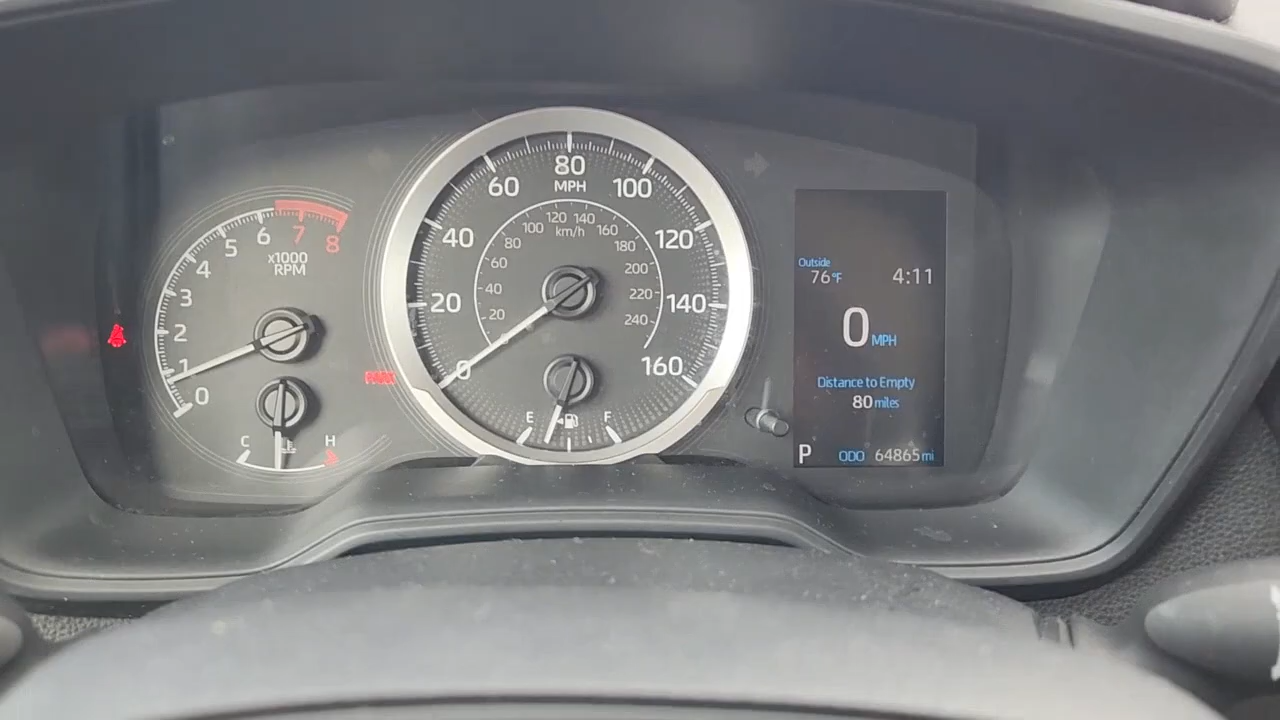 0
1
2
3
4
5
6
7
8
x1000
RPM
C
H
0
20
40
60
80
MPH
100
120
140
160
20
40
60
80
100
120
140
160
180
200
220
240
km/h
E
F
Outside
76°F
4:11
0 MPH
Distance to Empty
80 miles
P
ODO 64865 mi